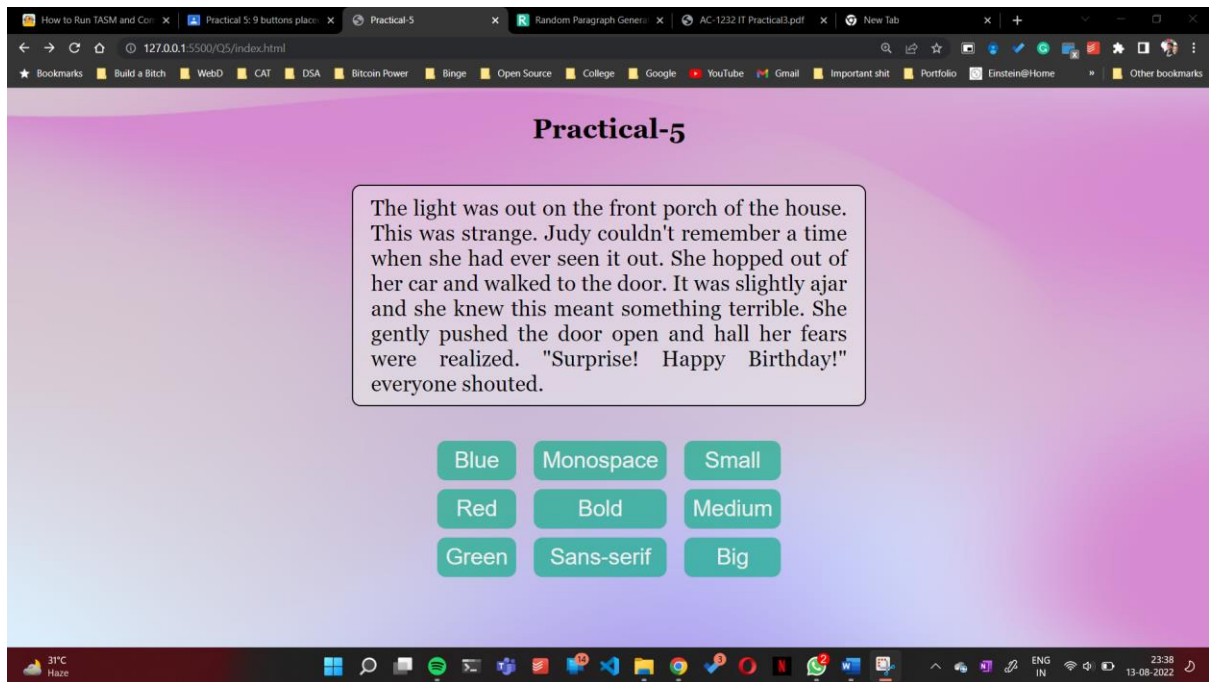 How to Run TASM and Com
Practical 5: 9 buttons place
Practical-5
Random Paragraph General
AC-1232 IT Practical3.pdf
New Tab
127.0.0.1:5500/Q5/index.html
Bookmarks Build a Bitch WebD CAT DSA Bitcoin Power Binge Open Source College Google YouTube Gmail Important shit Portfolio Einstein@Home » Other bookmarks
Practical-5
The light was out on the front porch of the house.
This was strange. Judy couldn't remember a time
when she had ever seen it out. She hopped out of
her car and walked to the door. It was slightly ajar
and she knew this meant something terrible. She
gently pushed the door open and hall her fears
were realized. "Surprise! Happy Birthday!"
everyone shouted.
Blue Monospace Small
Red Bold Medium
Green Sans-serif Big
31°C
Haze
14
3
2
ENG
IN
23:38
13-08-2022